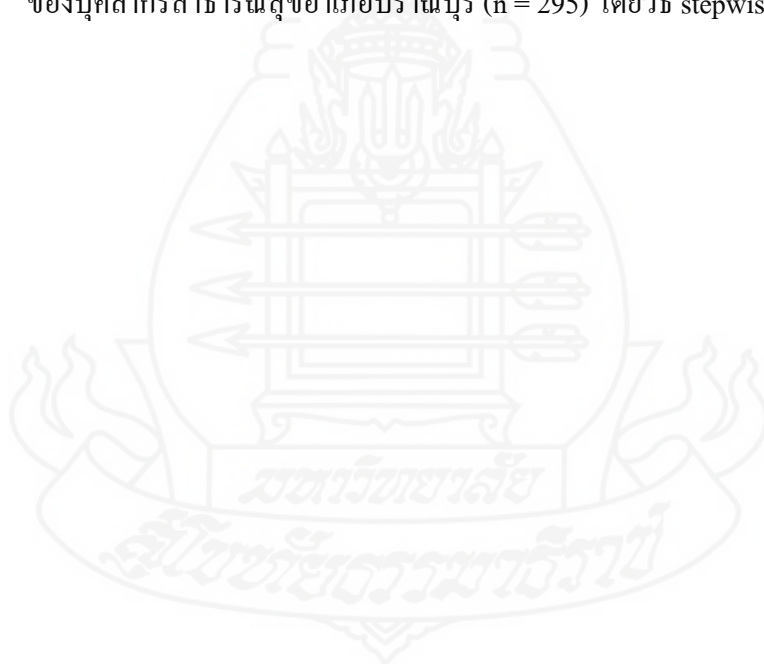 ของบุคลากรสาธารณสุขอำเภอปราณบุรี (n = 295) โดยวิธี stepwis
มหาวิทยาลัย
สุโขทัยธรรมาธิราช